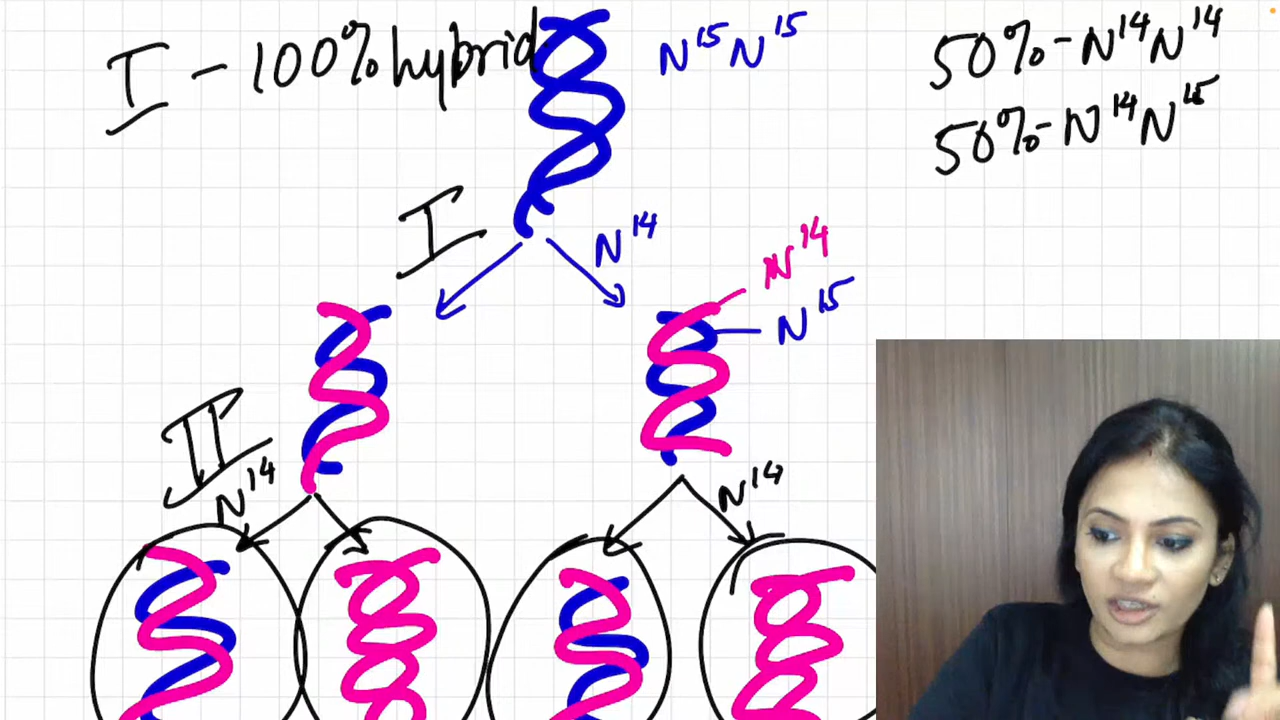 I - 100% hybrid
N¹⁵N¹⁵
50% - N¹⁴N¹⁴
50% - N¹⁴N¹⁵
I
N¹⁴
N¹⁴
N¹⁵
II
N¹⁴
N¹⁴